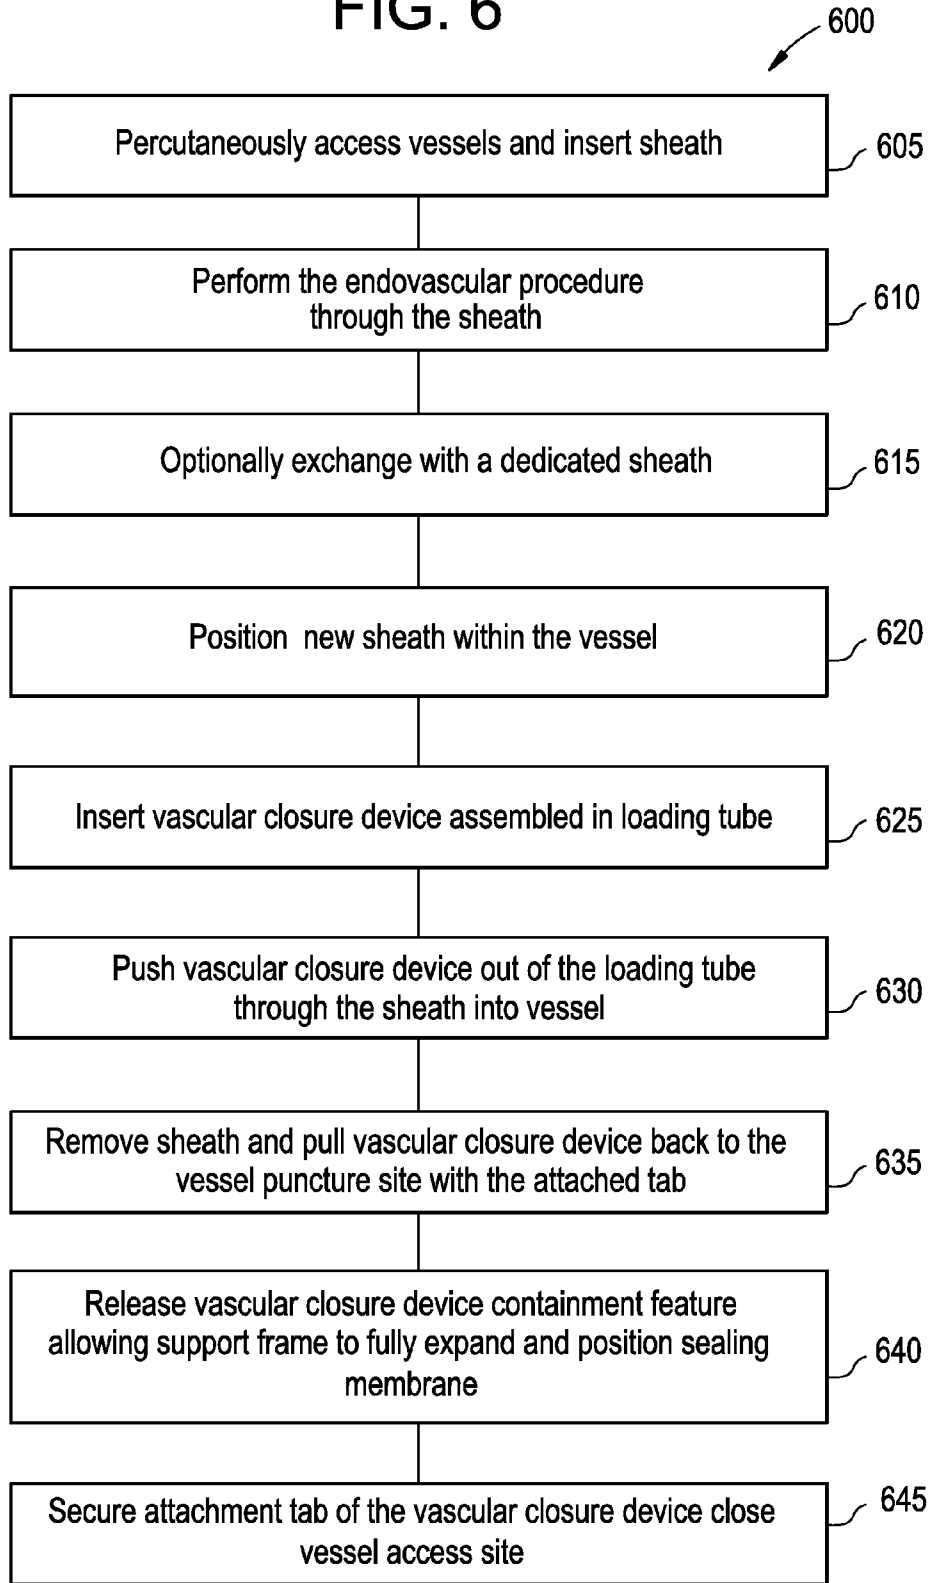 FIG. 6
600
Percutaneously access vessels and insert sheath
605
Perform the endovascular procedure
through the sheath
610
Optionally exchange with a dedicated sheath
615
Position new sheath within the vessel
620
Insert vascular closure device assembled in loading tube
625
Push vascular closure device out of the loading tube
through the sheath into vessel
630
Remove sheath and pull vascular closure device back to the
vessel puncture site with the attached tab
635
Release vascular closure device containment feature
allowing support frame to fully expand and position sealing
membrane
640
Secure attachment tab of the vascular closure device close
vessel access site
645